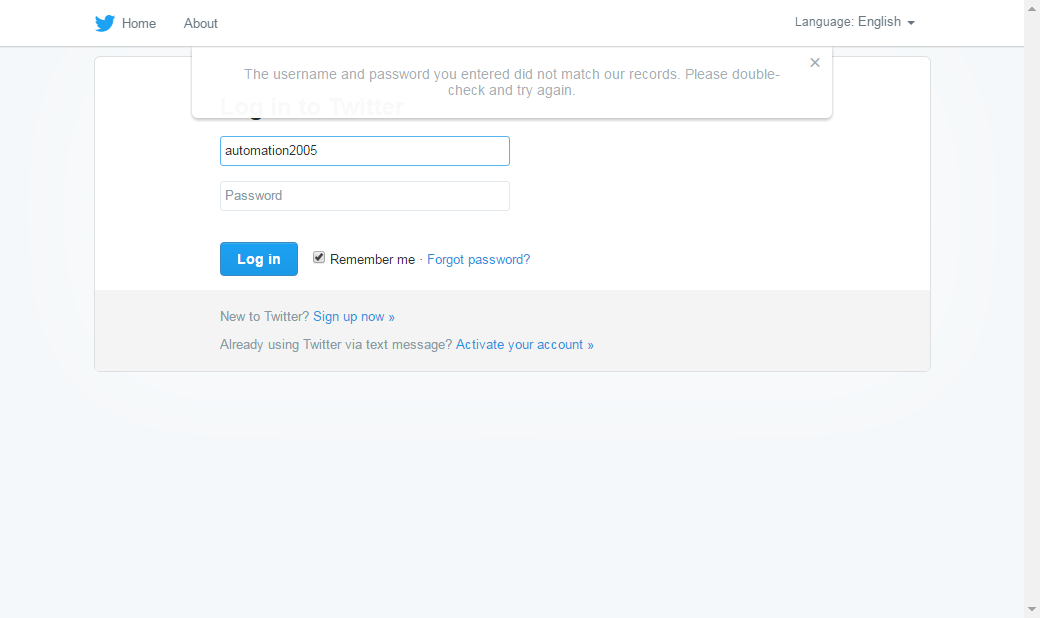 Home About Language: English
The username and password you entered did not match our records. Please double-
check and try again.
Log in to Twitter
automation2005
Password
Log in Remember me · Forgot password?
New to Twitter? Sign up now »
Already using Twitter via text message? Activate your account »